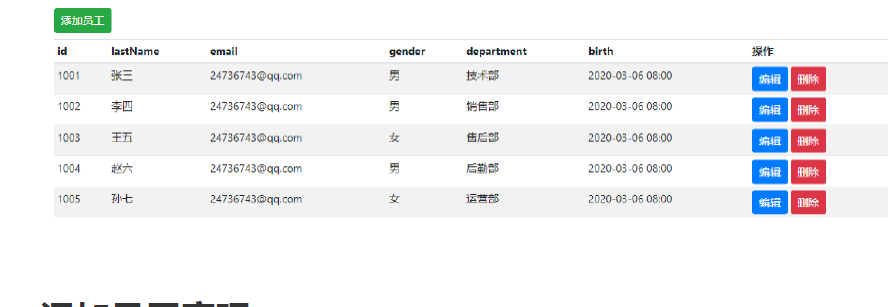 添加员工
id lastName email gender department birth 操作
1001 张三 24736743@qq.com 男 技术部 2020-03-06 08:00 编辑 删除
1002 李四 24736743@qq.com 男 销售部 2020-03-06 08:00 编辑 删除
1003 王五 24736743@qq.com 女 售后部 2020-03-06 08:00 编辑 删除
1004 赵六 24736743@qq.com 男 后勤部 2020-03-06 08:00 编辑 删除
1005 孙七 24736743@qq.com 女 运营部 2020-03-06 08:00 编辑 删除